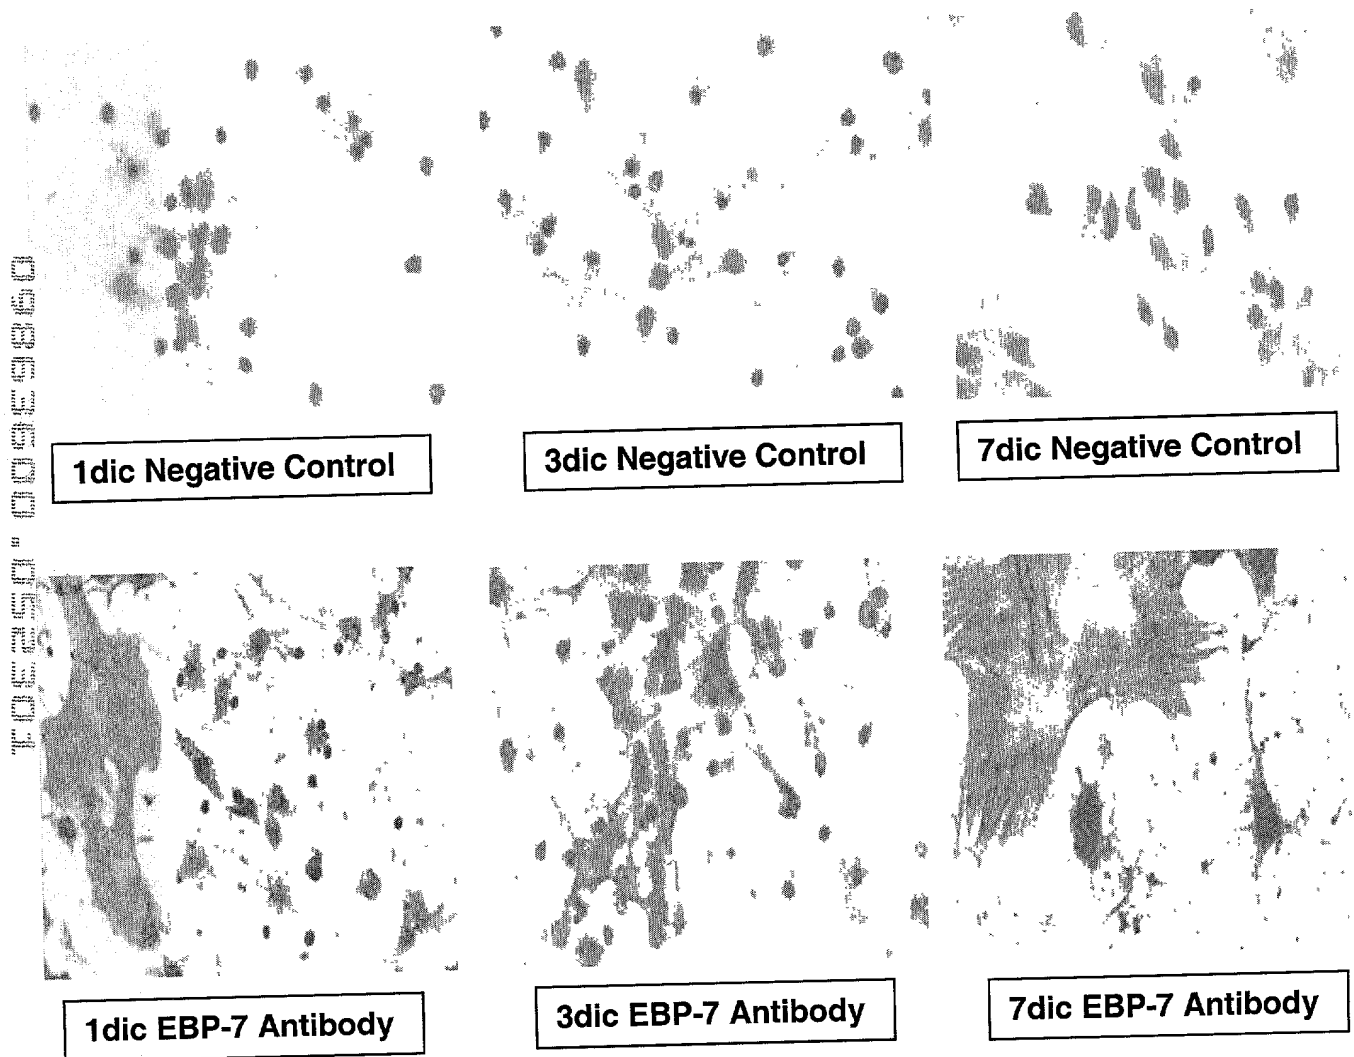 1dic Negative Control
3dic Negative Control
7dic Negative Control
1dic EBP-7 Antibody
3dic EBP-7 Antibody
7dic EBP-7 Antibody